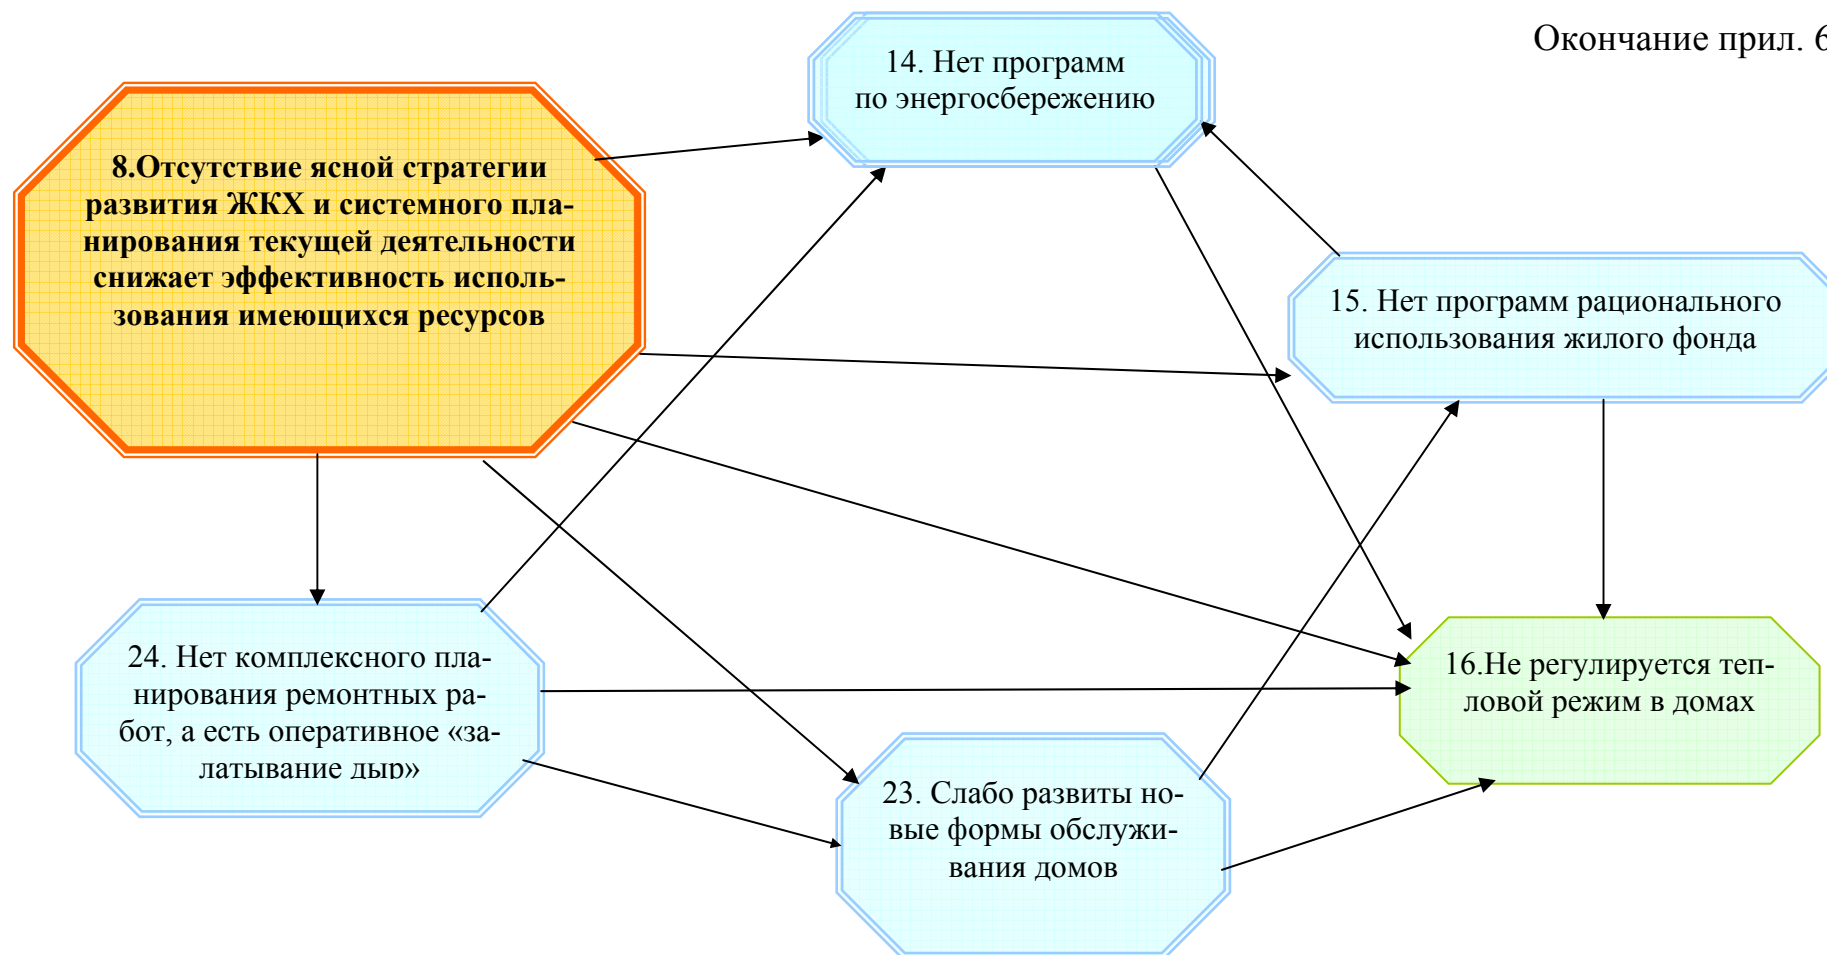 Окончание прил. 6
14. Нет программ
по энергосбережению
8.Отсутствие ясной стратегии
развития ЖКХ и системного пла-
нирования текущей деятельности
снижает эффективность исполь-
зования имеющихся ресурсов
15. Нет программ рационального
использования жилого фонда
24. Нет комплексного пла-
нирования ремонтных ра-
бот, а есть оперативное «за-
латывание дыр»
16.Не регулируется теп-
ловой режим в домах
23. Слабо развиты но-
вые формы обслужи-
вания домов